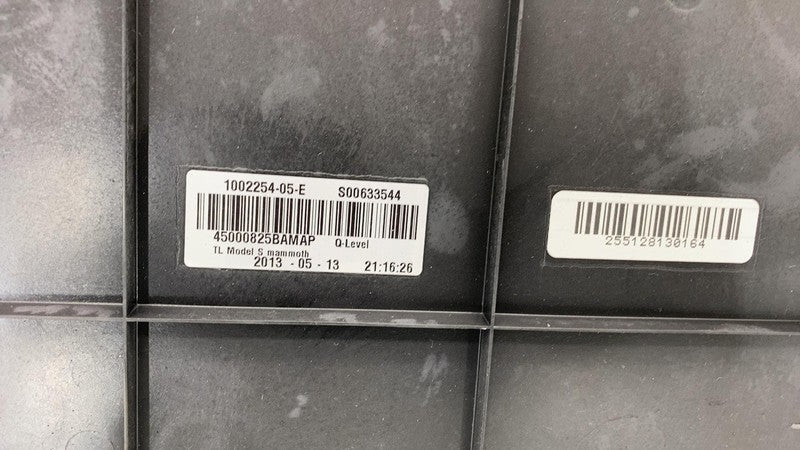 1002254-05-E S00633544
45000825BAMAP Q-Level
TL Model S mammoth
2013 - 05 - 13 21:16:26
255128130164